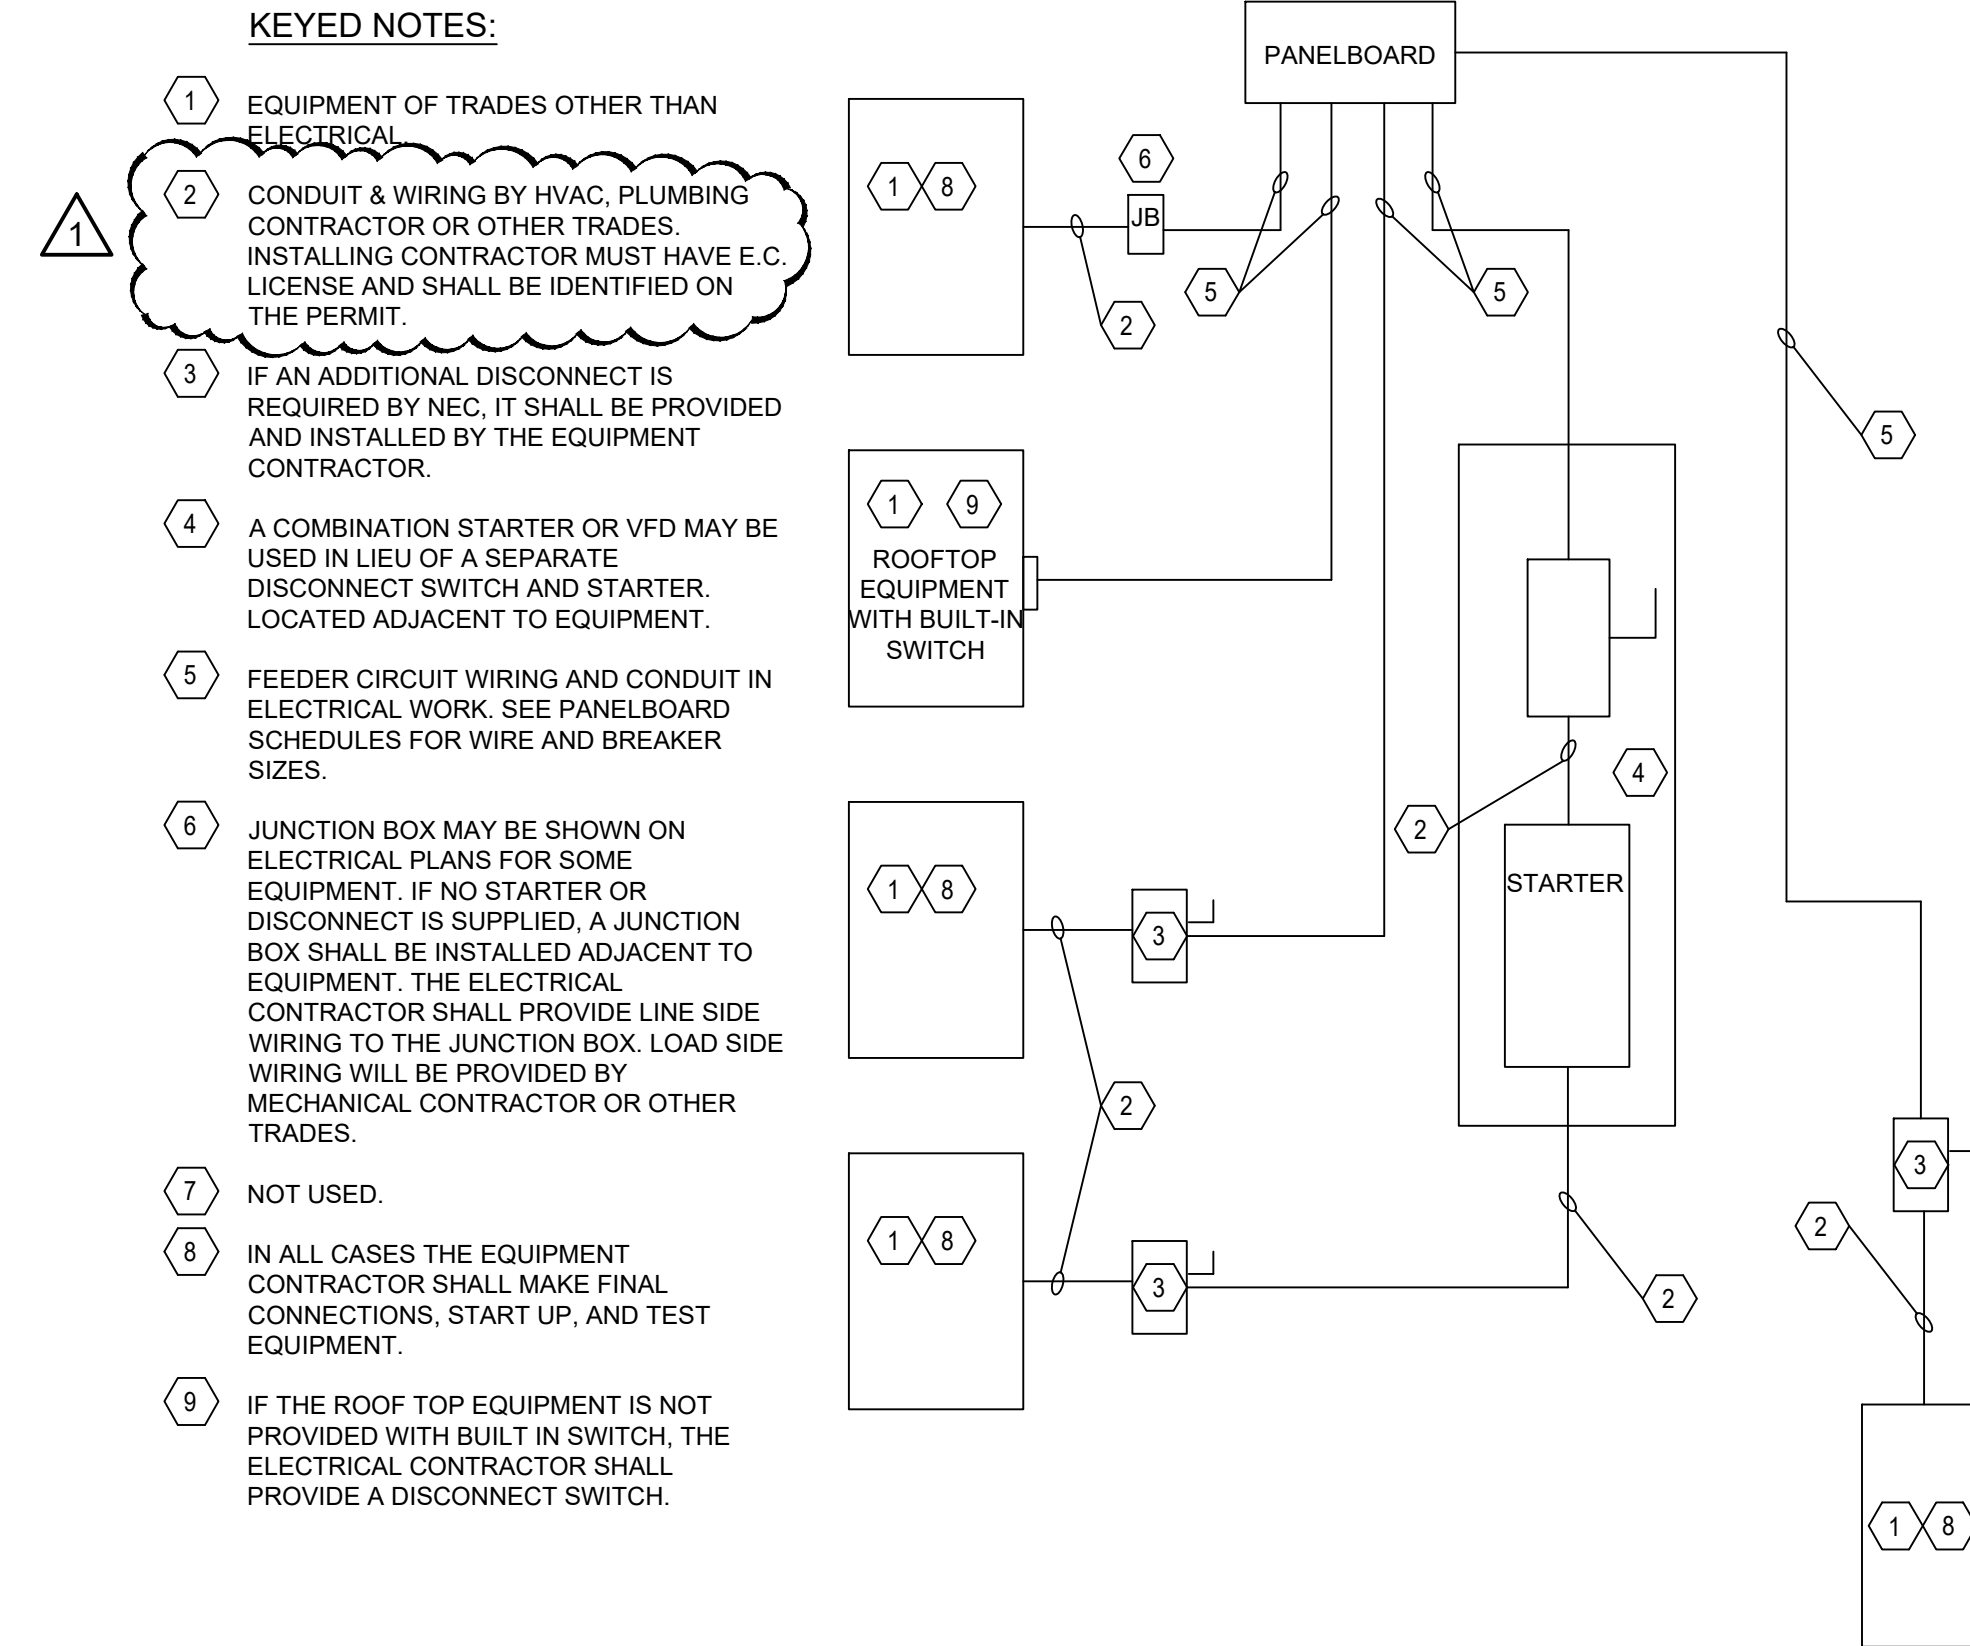 KEYED NOTES:
1
EQUIPMENT OF TRADES OTHER THAN
ELECTRICAL.
1
2
CONDUIT & WIRING BY HVAC, PLUMBING
CONTRACTOR OR OTHER TRADES.
INSTALLING CONTRACTOR MUST HAVE E.C.
LICENSE AND SHALL BE IDENTIFIED ON
THE PERMIT.
3
IF AN ADDITIONAL DISCONNECT IS
REQUIRED BY NEC, IT SHALL BE PROVIDED
AND INSTALLED BY THE EQUIPMENT
CONTRACTOR.
4
A COMBINATION STARTER OR VFD MAY BE
USED IN LIEU OF A SEPARATE
DISCONNECT SWITCH AND STARTER.
LOCATED ADJACENT TO EQUIPMENT.
5
FEEDER CIRCUIT WIRING AND CONDUIT IN
ELECTRICAL WORK. SEE PANELBOARD
SCHEDULES FOR WIRE AND BREAKER
SIZES.
6
JUNCTION BOX MAY BE SHOWN ON
ELECTRICAL PLANS FOR SOME
EQUIPMENT. IF NO STARTER OR
DISCONNECT IS SUPPLIED, A JUNCTION
BOX SHALL BE INSTALLED ADJACENT TO
EQUIPMENT. THE ELECTRICAL
CONTRACTOR SHALL PROVIDE LINE SIDE
WIRING TO THE JUNCTION BOX. LOAD SIDE
WIRING WILL BE PROVIDED BY
MECHANICAL CONTRACTOR OR OTHER
TRADES.
7
NOT USED.
8
IN ALL CASES THE EQUIPMENT
CONTRACTOR SHALL MAKE FINAL
CONNECTIONS, START UP, AND TEST
EQUIPMENT.
9
IF THE ROOF TOP EQUIPMENT IS NOT
PROVIDED WITH BUILT IN SWITCH, THE
ELECTRICAL CONTRACTOR SHALL
PROVIDE A DISCONNECT SWITCH.
PANELBOARD
1 8
6
JB
5
5
2
5
1 9
ROOFTOP
EQUIPMENT
WITH BUILT-IN
SWITCH
4
2
STARTER
1 8
3
2
3
2
1 8
3
2
1 8